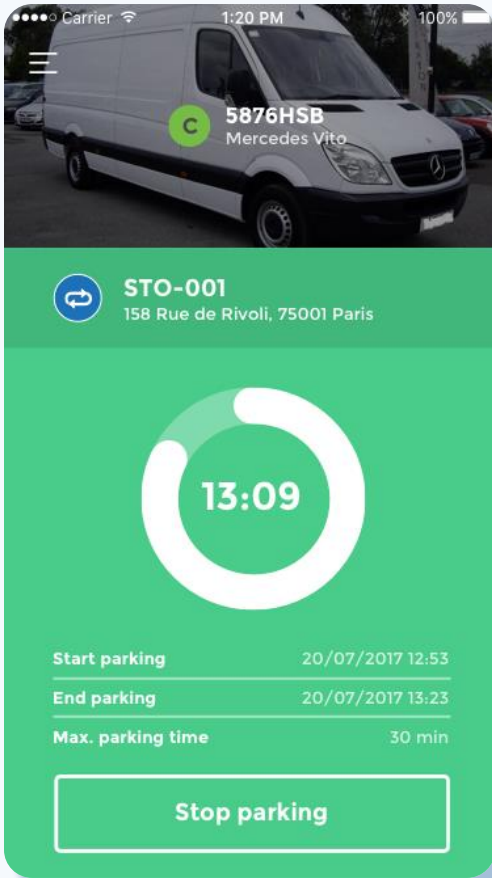 Carrier 1:20 PM 100%
C
5876HSB
Mercedes Vito
STO-001
158 Rue de Rivoli, 75001 Paris
13:09
Start parking 20/07/2017 12:53
End parking 20/07/2017 13:23
Max. parking time 30 min
Stop parking